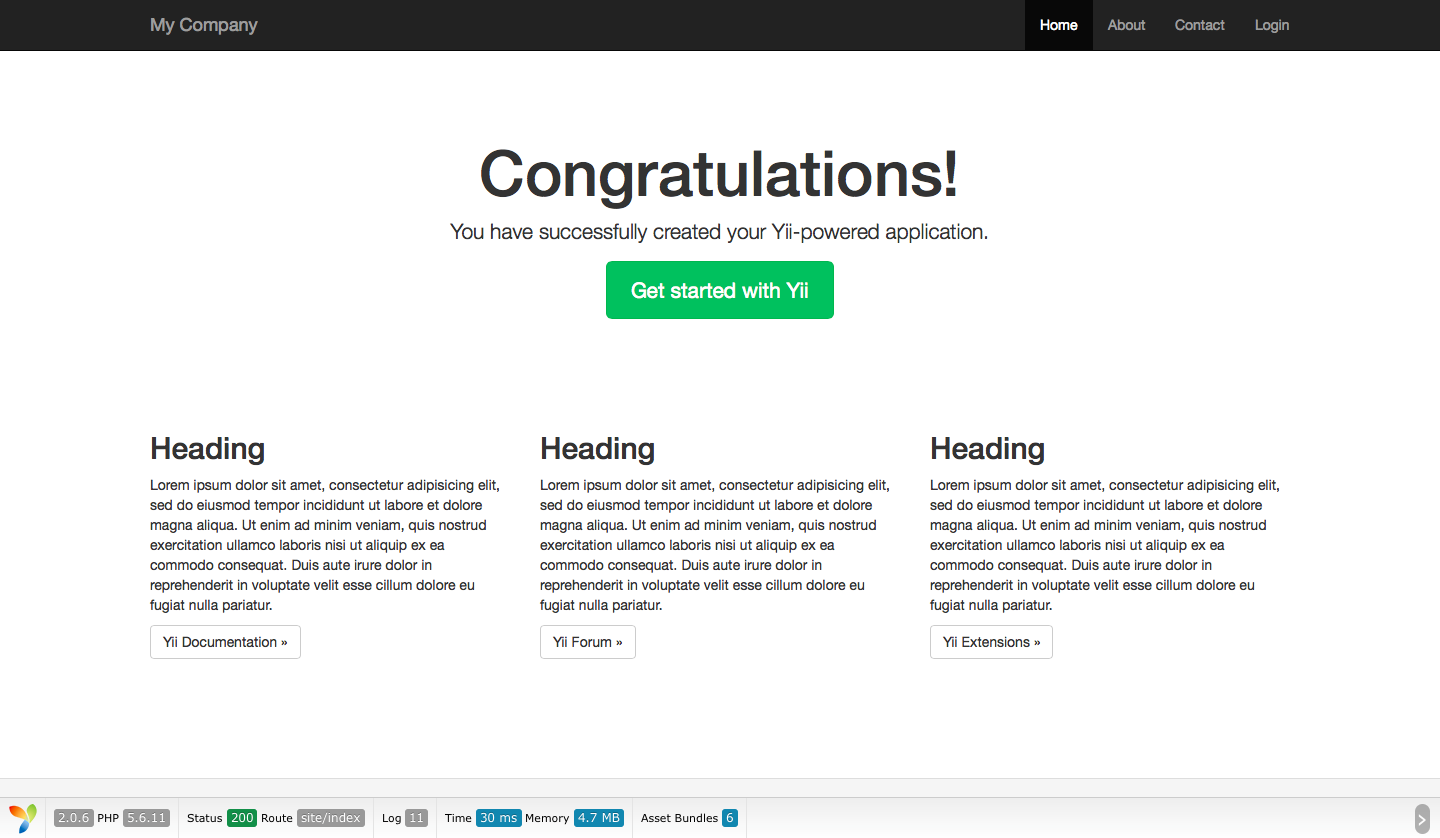 My Company Home About Contact Login
Congratulations!
You have successfully created your Yii-powered application.
Get started with Yii
Heading
Lorem ipsum dolor sit amet, consectetur adipisicing elit,
sed do eiusmod tempor incididunt ut labore et dolore
magna aliqua. Ut enim ad minim veniam, quis nostrud
exercitation ullamco laboris nisi ut aliquip ex ea
commodo consequat. Duis aute irure dolor in
reprehenderit in voluptate velit esse cillum dolore eu
fugiat nulla pariatur.
Yii Documentation »
Heading
Lorem ipsum dolor sit amet, consectetur adipisicing elit,
sed do eiusmod tempor incididunt ut labore et dolore
magna aliqua. Ut enim ad minim veniam, quis nostrud
exercitation ullamco laboris nisi ut aliquip ex ea
commodo consequat. Duis aute irure dolor in
reprehenderit in voluptate velit esse cillum dolore eu
fugiat nulla pariatur.
Yii Forum »
Heading
Lorem ipsum dolor sit amet, consectetur adipisicing elit,
sed do eiusmod tempor incididunt ut labore et dolore
magna aliqua. Ut enim ad minim veniam, quis nostrud
exercitation ullamco laboris nisi ut aliquip ex ea
commodo consequat. Duis aute irure dolor in
reprehenderit in voluptate velit esse cillum dolore eu
fugiat nulla pariatur.
Yii Extensions »
2.0.6 PHP 5.6.11 Status 200 Route site/index Log 11 Time 30 ms Memory 4.7 MB Asset Bundles 6